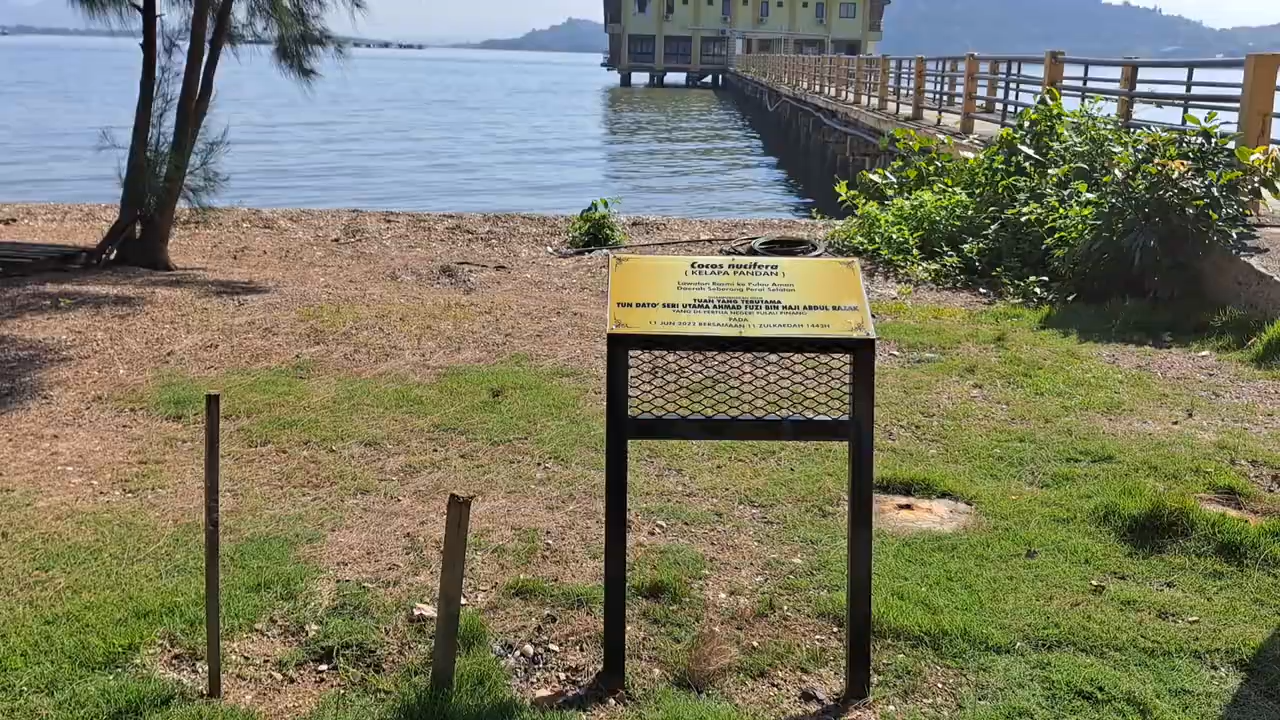 Cocos nucifera
( KELAPA PANDAN )
Lawatan Rasmi ke Pulau Aman
Daerah Seberang Perai Selatan
TUAN YANG TERUTAMA
TUN DATO' SERI UTAMA AHMAD FUZI BIN HAJI ABDUL RAZAK
YANG DI-PERTUA NEGERI PULAU PINANG
PADA
11 JUN 2022 BERSAMAAN 11 ZULKAEDAH 1443H